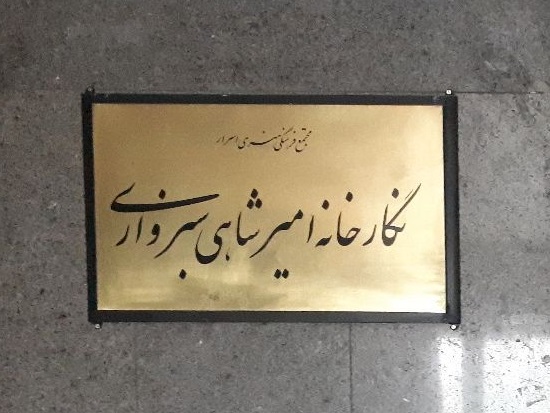 مجتمع فرهنگی هنری اسرار
نگارخانه امیرشاهی سبزواری